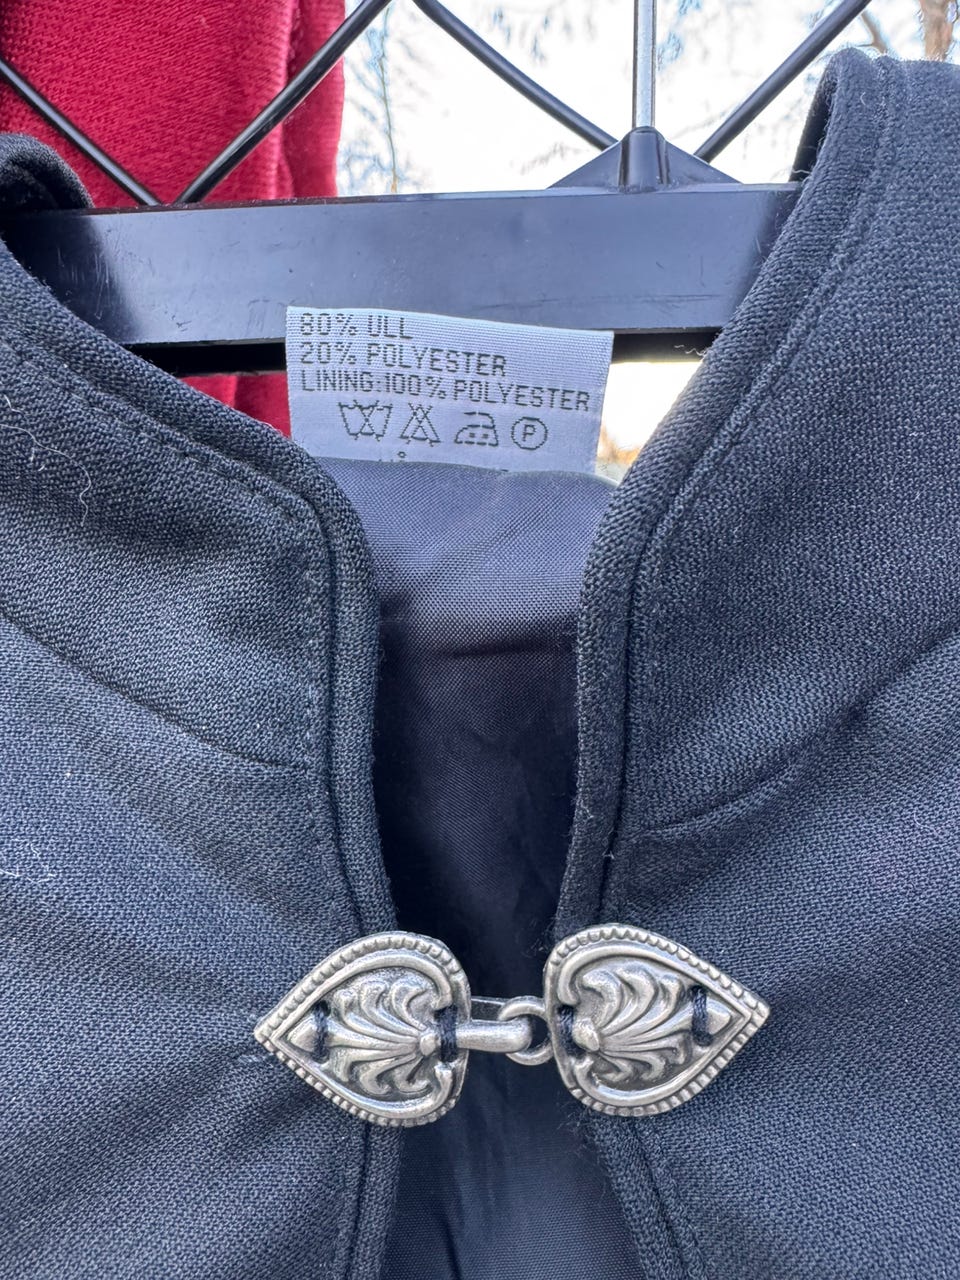 80% ULL
20% POLYESTER
LINING:100% POLYESTER
P